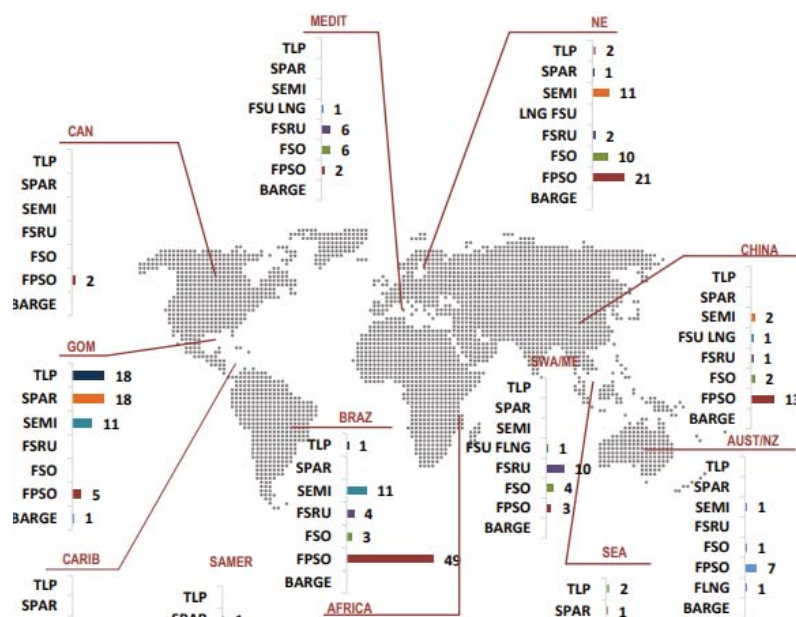 MEDIT
TLP
SPAR
SEMI
FSU LNG 1
FSRU 6
FSO 6
FPSO 2
BARGE
NE
TLP 2
SPAR 1
SEMI 11
LNG FSU
FSRU 2
FSO 10
FPSO 21
BARGE
CAN
TLP
SPAR
SEMI
FSRU
FSO
FPSO 2
BARGE
CHINA
TLP
SPAR
SEMI 2
FSU LNG 1
FSRU 1
FSO 2
FPSO 13
BARGE
GOM
TLP 18
SPAR 18
SEMI 11
FSRU
FSO
FPSO 5
BARGE 1
BRAZ
TLP 1
SPAR
SEMI 11
FSRU 4
FSO 3
FPSO 49
BARGE
SWA/ME
TLP
SPAR
SEMI
FSU FLNG 1
FSRU 10
FSO 4
FPSO 3
BARGE
AUST/NZ
TLP
SPAR
SEMI 1
FSRU
FSO 1
FPSO 7
FLNG 1
BARGE
CARIB
TLP
SPAR
SAMER
TLP
SPAR 1
AFRICA
SEA
TLP 2
SPAR 1